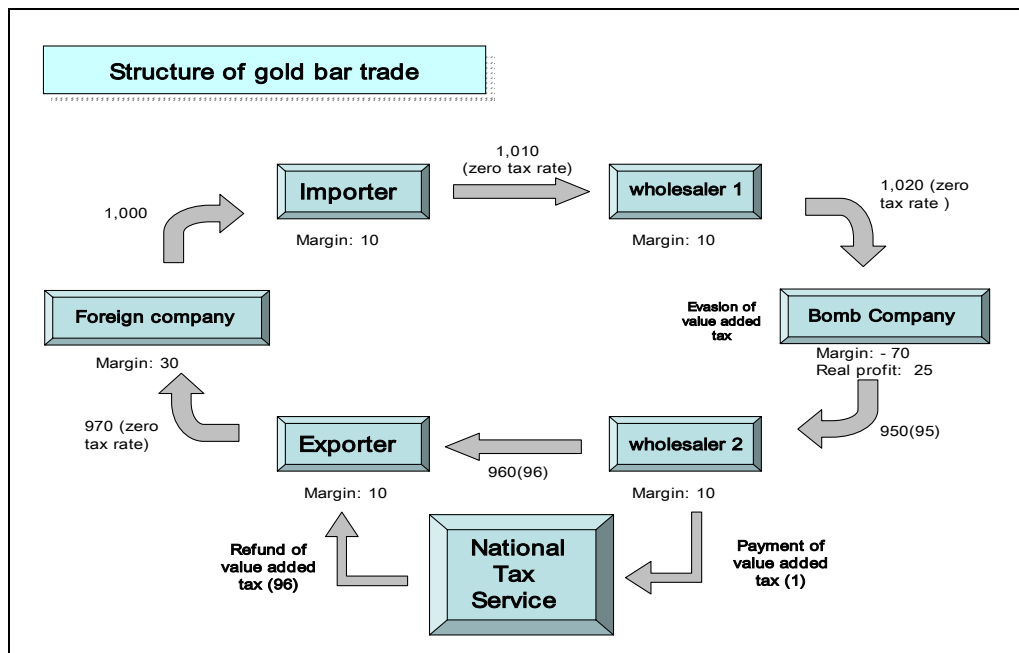 Structure of gold bar trade
1,010
(zero tax rate)
Importer
wholesaler 1
1,020 (zero
tax rate )
1,000
Margin: 10
Margin: 10
Foreign company
Evasion of
value added
tax
Bomb Company
Margin: 30
Margin: - 70
Real profit: 25
970 (zero
tax rate)
Exporter
960(96)
wholesaler 2
950(95)
Margin: 10
Margin: 10
Refund of
value added
tax (96)
National
Tax
Service
Payment of
value added
tax (1)